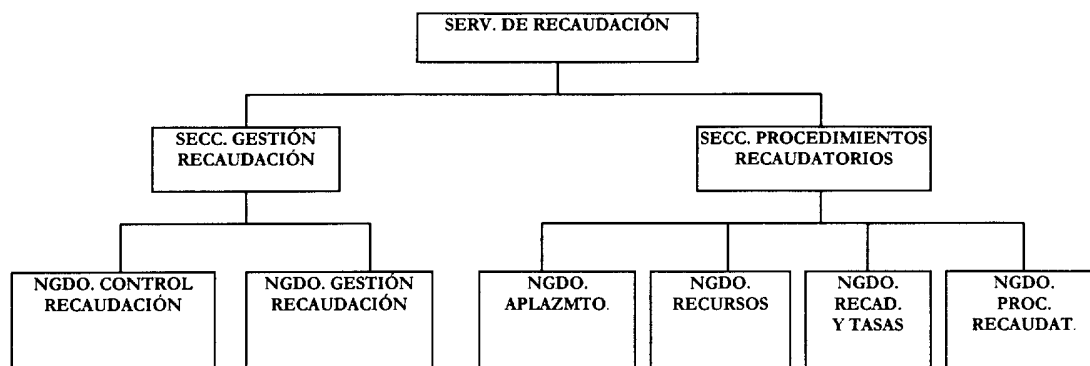 SERV. DE RECAUDACIÓN
SECC. GESTIÓN
RECAUDACIÓN
SECC. PROCEDIMIENTOS
RECAUDATORIOS
NGDO. CONTROL
RECAUDACIÓN
NGDO. GESTIÓN
RECAUDACIÓN
NGDO.
APLAZMTO.
NGDO.
RECURSOS
NGDO.
RECAD.
Y TASAS
NGDO.
PROC.
RECAUDAT.